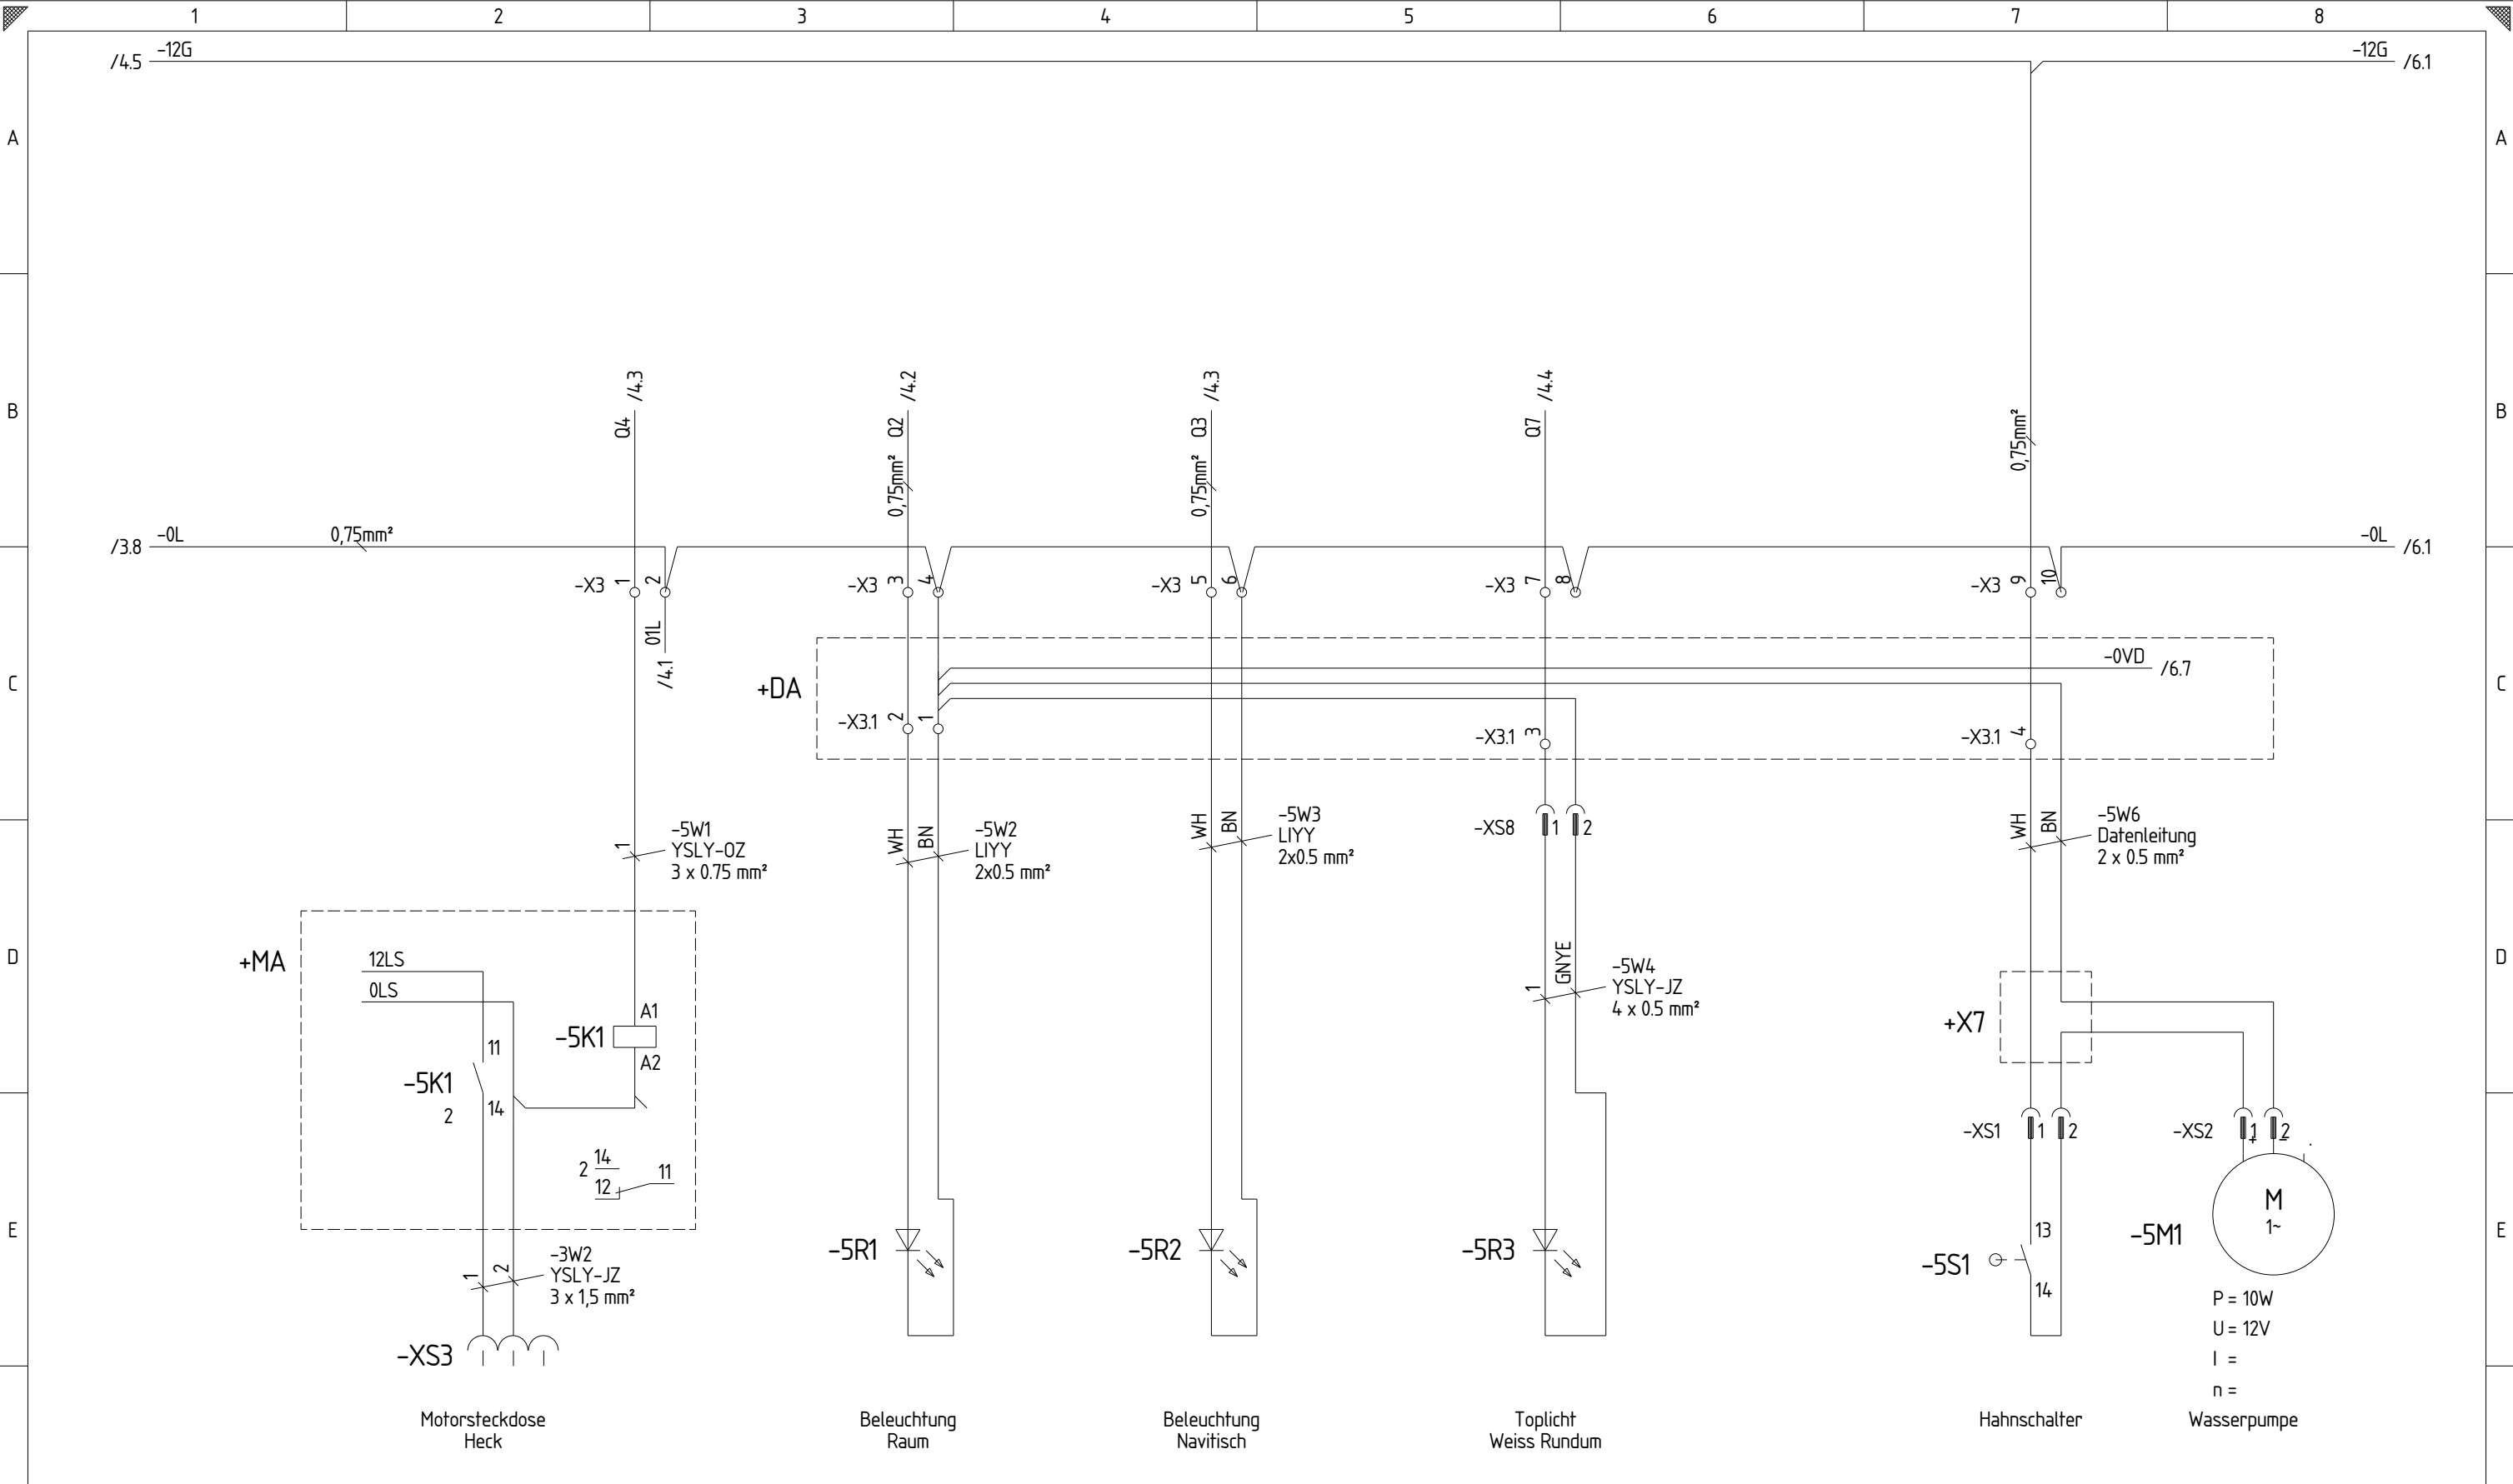 1 2 3 4 5 6 7 8
/4.5 -12G -12G /6.1
A A
/4.3 /4.2 /4.3 /4.4
B B
Q4 Q2 Q3 Q7
0,75mm² 0,75mm² 0,75mm²
/3.8 -0L 0,75mm² -0L /6.1
-X3 1 2 -X3 3 4 -X3 5 6 -X3 7 8 -X3 9 10
01L
/4.1
-0VD /6.7
C +DA C
-X3.1 2 1 -X3.1 3 -X3.1 4
1
-5W1
YSLY-OZ
3 x 0.75 mm²
WH BN
-5W2
LIYY
2x0.5 mm²
WH BN
-5W3
LIYY
2x0.5 mm²
-XS8 1 2
WH BN
-5W6
Datenleitung
2 x 0.5 mm²
D D
+MA
12LS
0LS
A1
-5K1
A2
11
-5K1
2 14
1 GNYE
-5W4
YSLY-JZ
4 x 0.5 mm²
+X7
-XS1 1 2
-XS2 1 2
+ -
14
2 11
12
E E
-5R1 -5R2 -5R3
13
-5S1
14
M
1~
-5M1
1 2
-3W2
YSLY-JZ
3 x 1,5 mm²
-XS3
P = 10W
U = 12V
I =
n =
Motorsteckdose
Heck
Beleuchtung
Raum
Beleuchtung
Navitisch
Toplicht
Weiss Rundum
Hahnschalter
Wasserpumpe